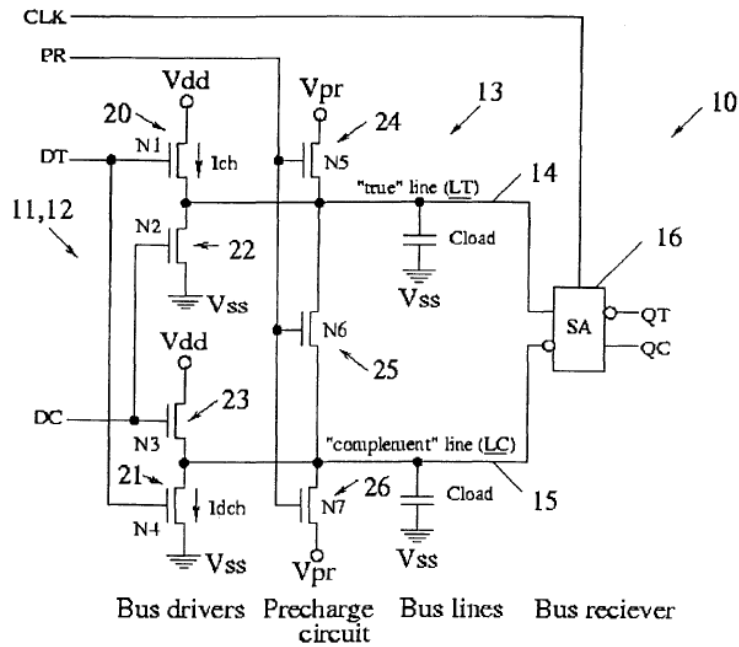 CLK
PR
Vdd
Vpr
13
10
20
24
N1
Ich
N5
DT
"true" line (LT)
14
11,12
N2
22
Cload
16
Vss
Vss
N6
SA
QT
Vdd
25
QC
23
DC
N3
"complement" line (LC)
21
26
Cload
15
N4
Idch
N7
Vss
Vpr
Vss
Bus drivers Precharge circuit Bus lines Bus reciever